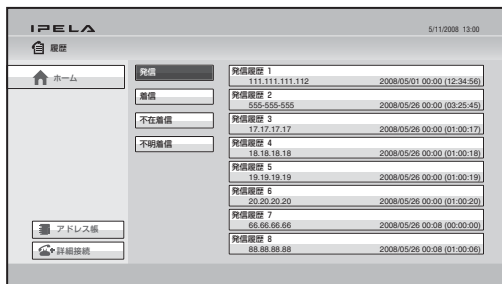 IPELA
5/11/2008 13:00
履歴
ホーム
発信
着信
不在着信
不明着信
発信履歴 1
111.111.111.112 2008/05/01 00:00 (12:34:56)
発信履歴 2
555-555-555 2008/05/26 00:00 (03:25:45)
発信履歴 3
17.17.17.17 2008/05/26 00:00 (01:00:17)
発信履歴 4
18.18.18.18 2008/05/26 00:00 (01:00:18)
発信履歴 5
19.19.19.19 2008/05/26 00:00 (01:00:19)
発信履歴 6
20.20.20.20 2008/05/26 00:00 (01:00:20)
発信履歴 7
66.66.66.66 2008/05/26 00:08 (00:00:00)
発信履歴 8
88.88.88.88 2008/05/26 00:08 (01:00:06)
アドレス帳
詳細接続